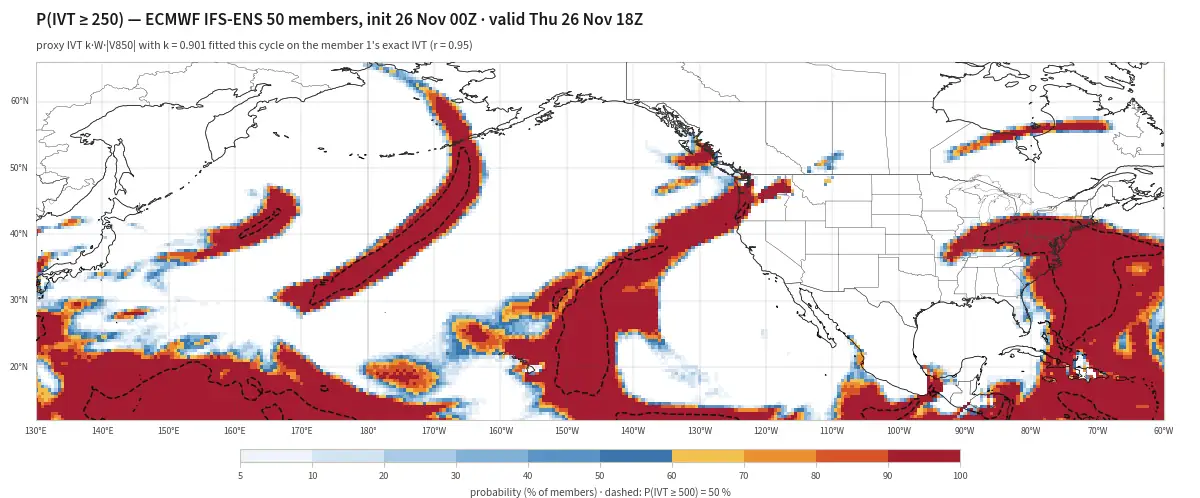 P(IVT ≥ 250) — ECMWF IFS-ENS 50 members, init 26 Nov 00Z · valid Thu 26 Nov 18Z
proxy IVT k·W·|V850| with k = 0.901 fitted this cycle on the member 1's exact IVT (r = 0.95)
60°N
50°N
40°N
30°N
20°N
130°E 140°E 150°E 160°E 170°E 180° 170°W 160°W 150°W 140°W 130°W 120°W 110°W 100°W 90°W 80°W 70°W 60°W
5 10 20 30 40 50 60 70 80 90 100
probability (% of members) · dashed: P(IVT ≥ 500) = 50 %